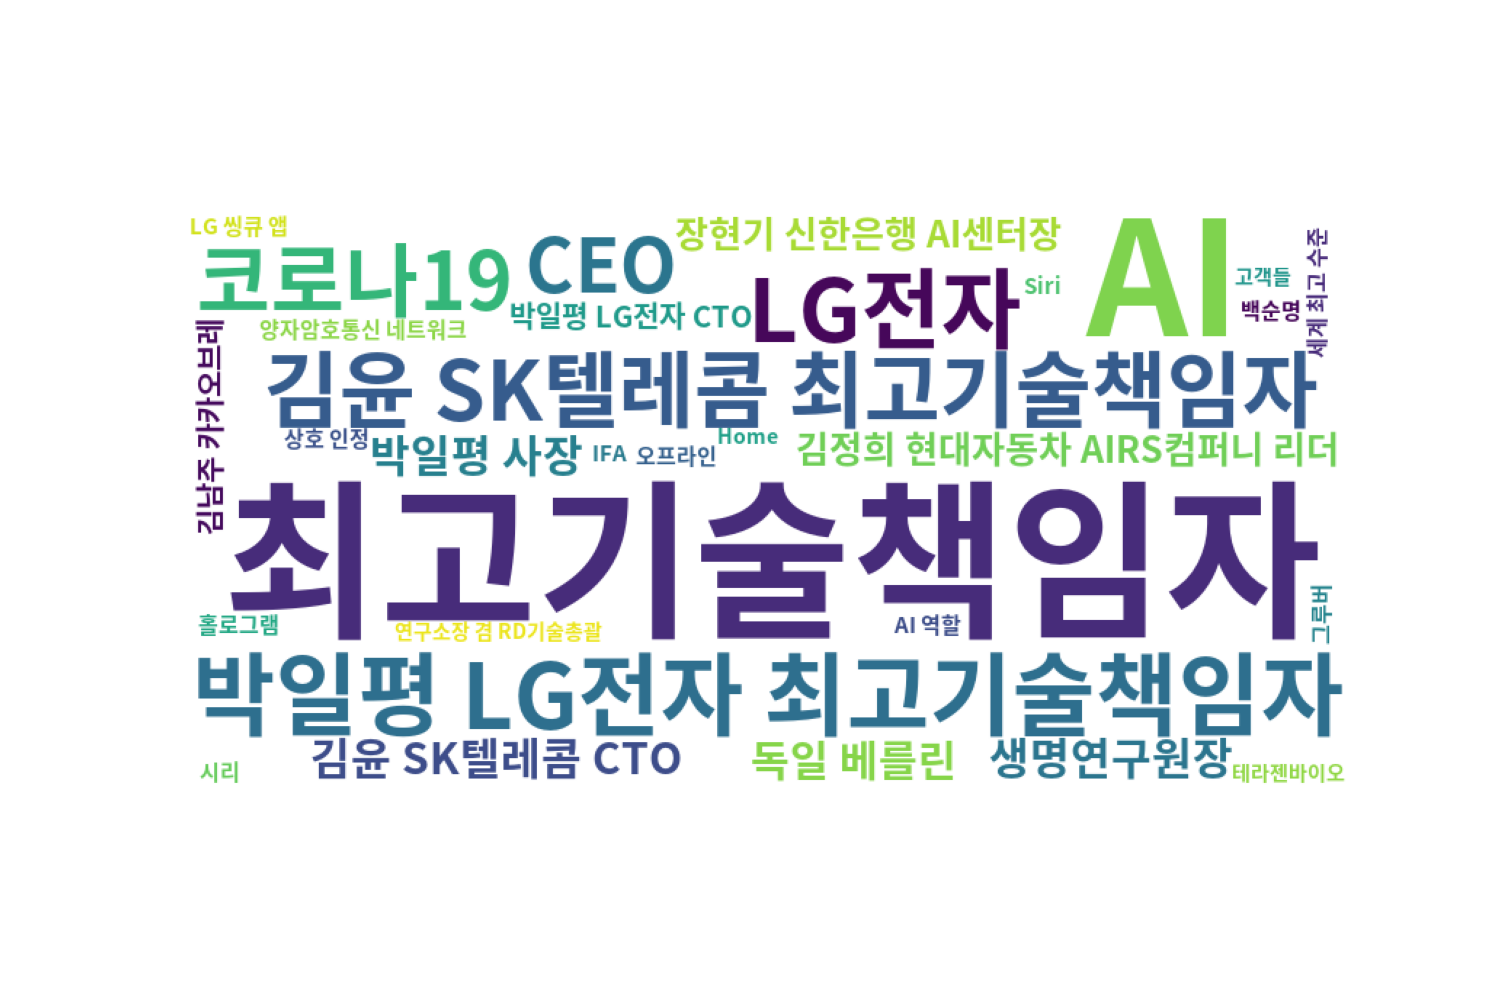 LG 씽큐 앱
코로나19
CEO
장현기 신한은행 AI센터장
AI
양자암호통신 네트워크
박일평 LG전자 CTO
LG전자
Siri
고객들
백순명
세계 최고 수준
김남주 카카오브레
김윤 SK텔레콤 최고기술책임자
상호 인정
박일평 사장
IFA
오프라인
Home
김정희 현대자동차 AIRS컴퍼니 리더
최고기술책임자
홀로그램
연구소장 겸 RD기술총괄
AI 역할
그루버
박일평 LG전자 최고기술책임자
시리
김윤 SK텔레콤 CTO
독일 베를린
생명연구원장
테라젠바이오